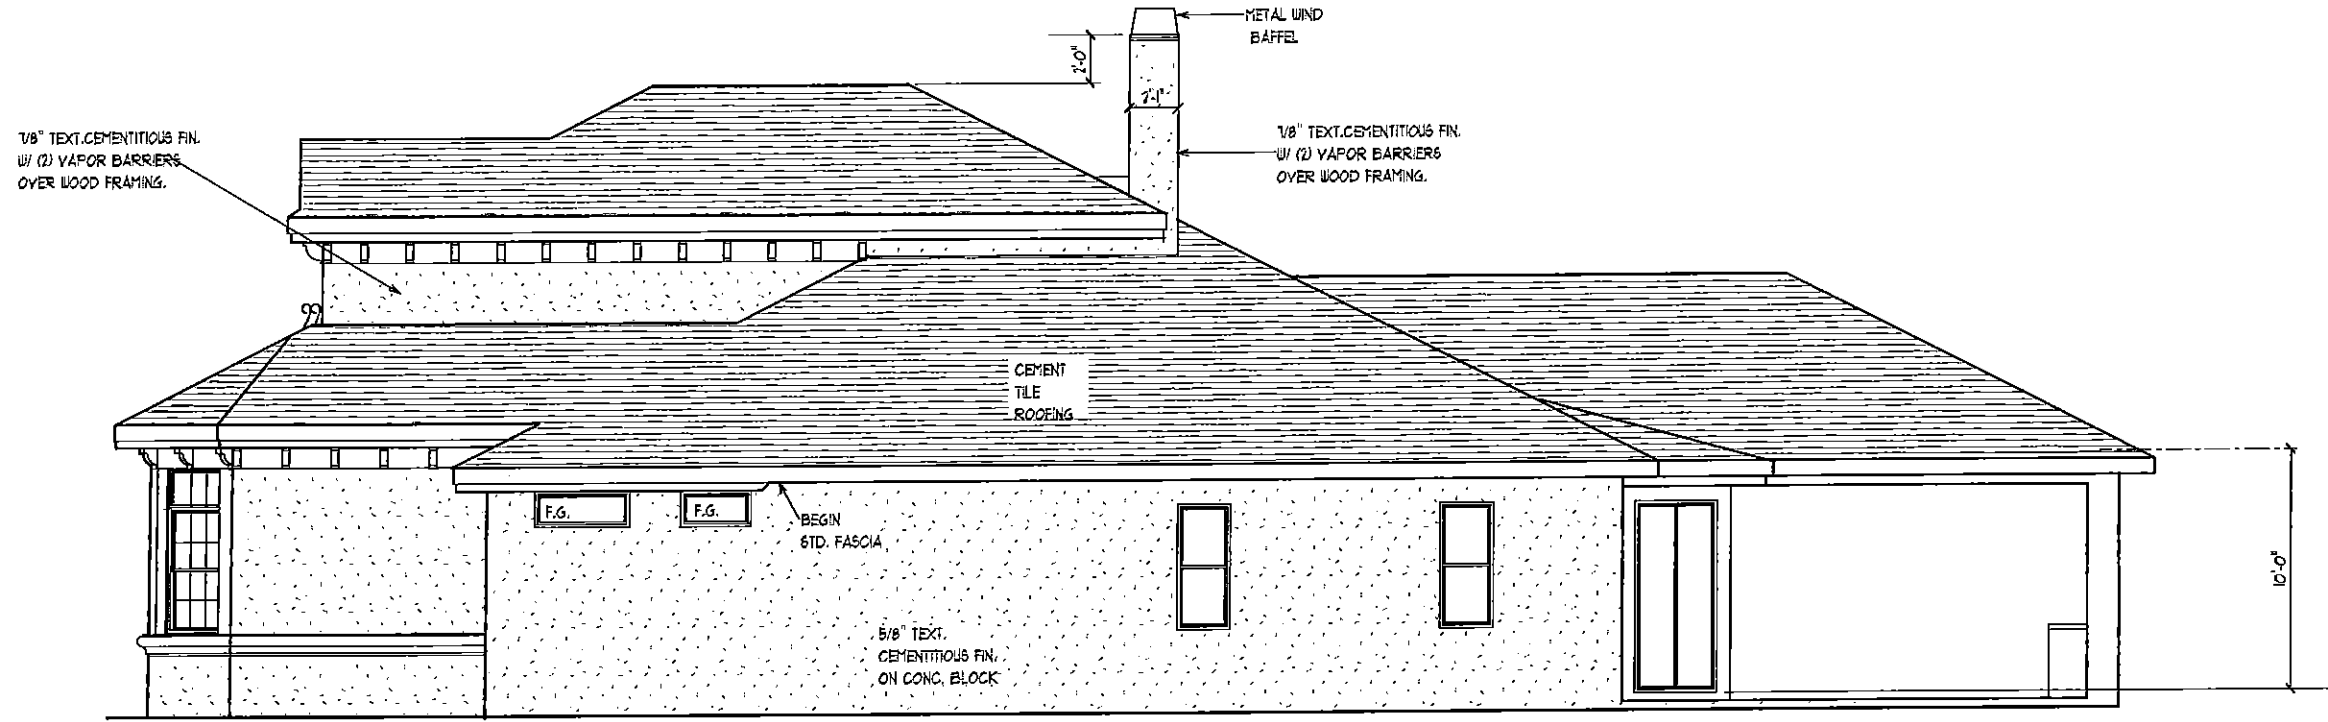 METAL WIND
BAFFEL
2'-0"
2'-1"
7/8" TEXT.CEMENTITIOUS FIN.
W/ (2) VAPOR BARRIERS
OVER WOOD FRAMING.
7/8" TEXT.CEMENTITIOUS FIN.
W/ (2) VAPOR BARRIERS
OVER WOOD FRAMING.
CEMENT
TILE
ROOFING
F.G.
F.G.
BEGIN
STD. FASCIA
10'-0"
5/8" TEXT.
CEMENTITIOUS FIN.
ON CONC. BLOCK